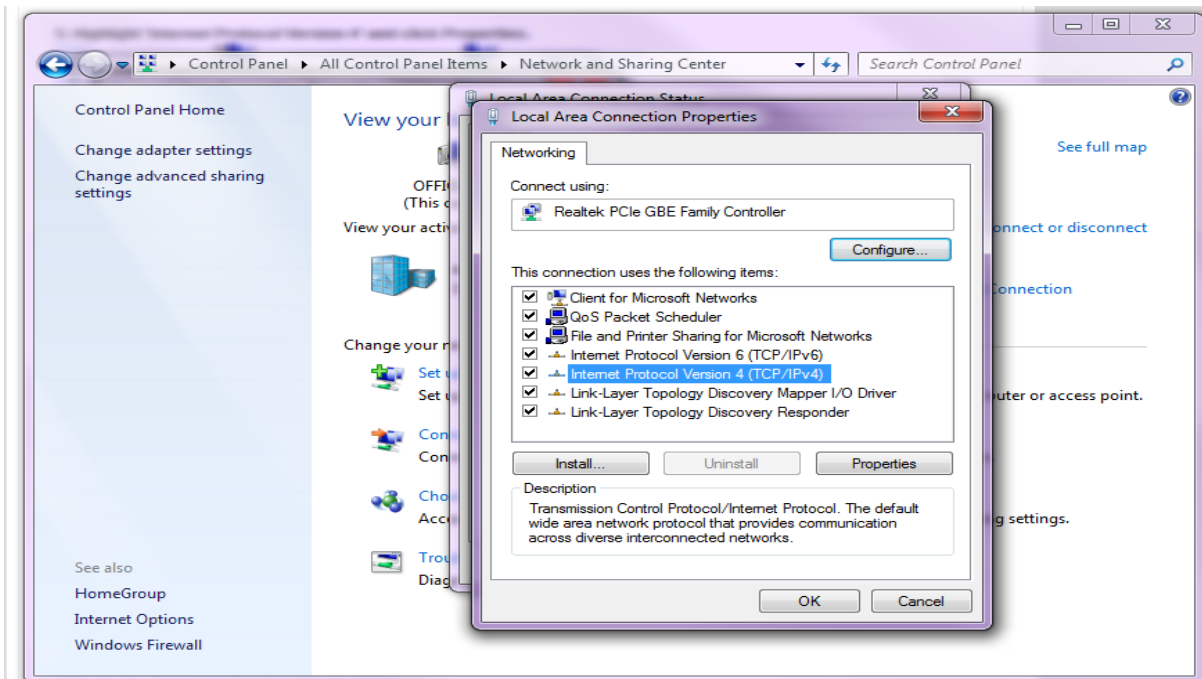 Control Panel ▸ All Control Panel Items ▸ Network and Sharing Center
Search Control Panel
Control Panel Home
Change adapter settings
Change advanced sharing
settings
See also
HomeGroup
Internet Options
Windows Firewall
View your
See full map
OFFI
(This c
View your activ
onnect or disconnect
onnection
Change your n
Set u
Set u
uter or access point.
Con
Con
Cho
Acce
g settings.
Trou
Diag
Local Area Connection Status
Local Area Connection Properties
Networking
Connect using:
Realtek PCIe GBE Family Controller
Configure...
This connection uses the following items:
Client for Microsoft Networks
QoS Packet Scheduler
File and Printer Sharing for Microsoft Networks
Internet Protocol Version 6 (TCP/IPv6)
Internet Protocol Version 4 (TCP/IPv4)
Link-Layer Topology Discovery Mapper I/O Driver
Link-Layer Topology Discovery Responder
Install...
Uninstall
Properties
Description
Transmission Control Protocol/Internet Protocol. The default
wide area network protocol that provides communication
across diverse interconnected networks.
OK
Cancel